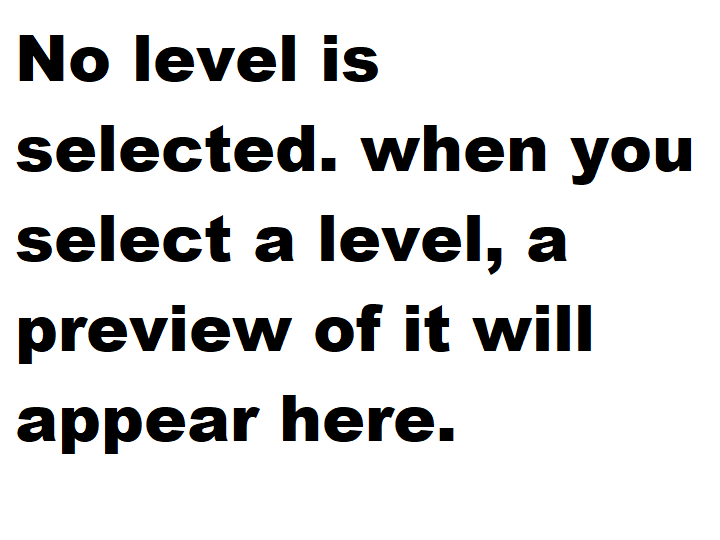 No level is
selected. when you
select a level, a
preview of it will
appear here.